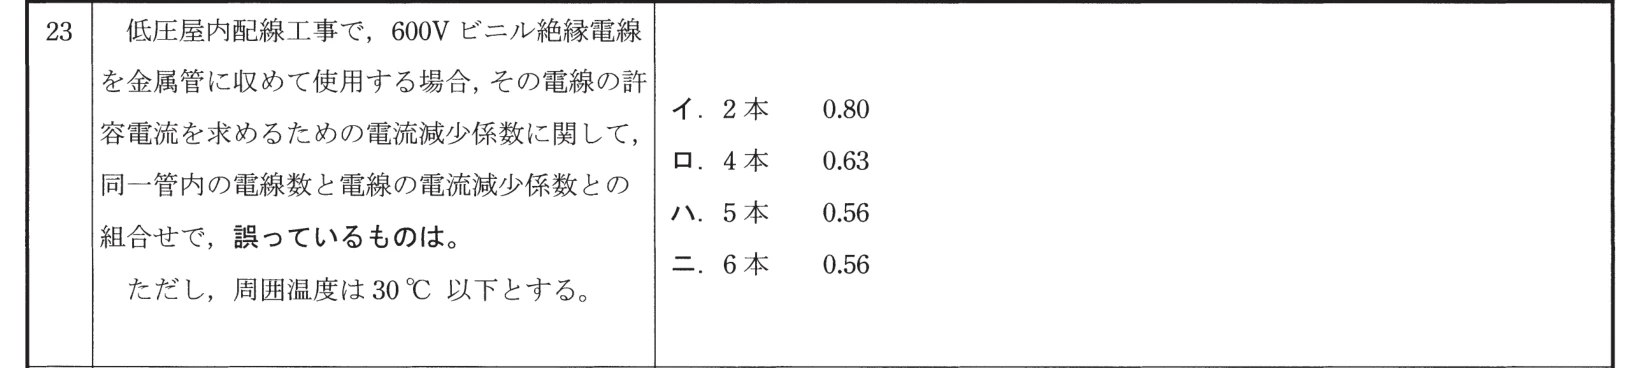 23
低圧屋内配線工事で，600V ビニル絶縁電線
を金属管に収めて使用する場合，その電線の許
容電流を求めるための電流減少係数に関して，
同一管内の電線数と電線の電流減少係数との
組合せで，誤っているものは。
ただし，周囲温度は 30 ℃ 以下とする。
イ． 2 本 0.80
ロ． 4 本 0.63
ハ． 5 本 0.56
ニ． 6 本 0.56